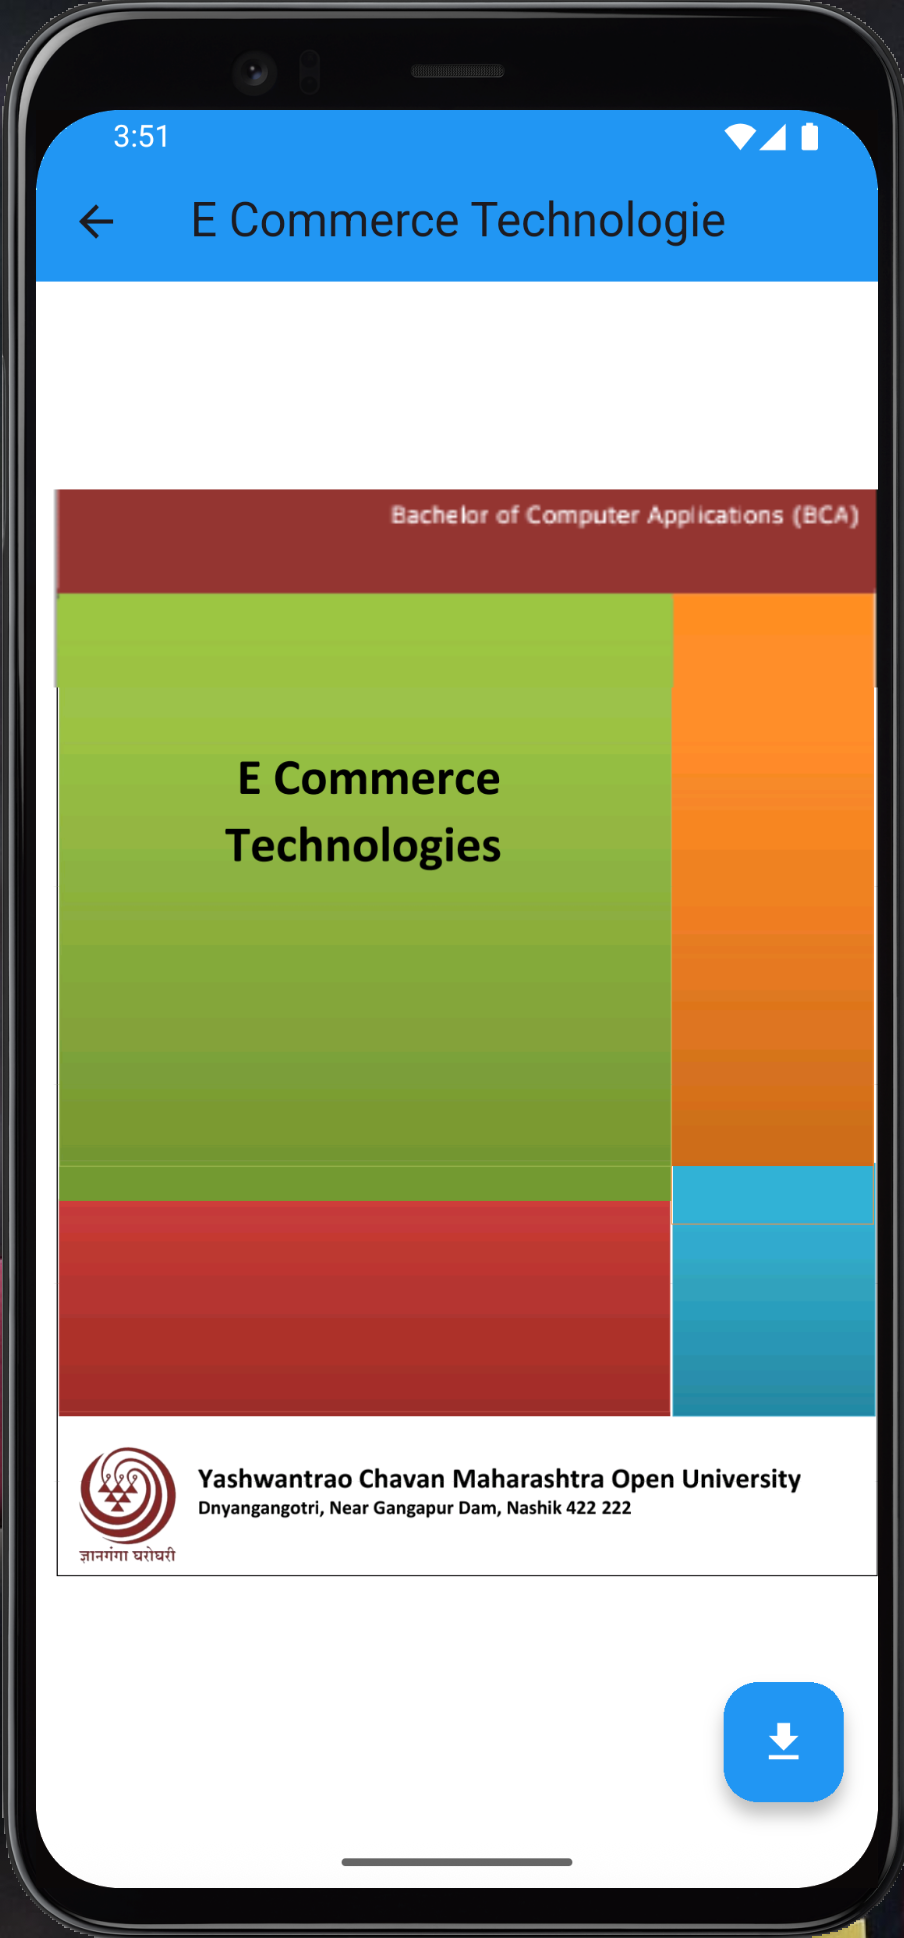 3:51
E Commerce Technologie
Bachelor of Computer Applications (BCA)
E Commerce
Technologies
Yashwantrao Chavan Maharashtra Open University
Dnyangangotri, Near Gangapur Dam, Nashik 422 222
ज्ञानगंगा घरोघरी